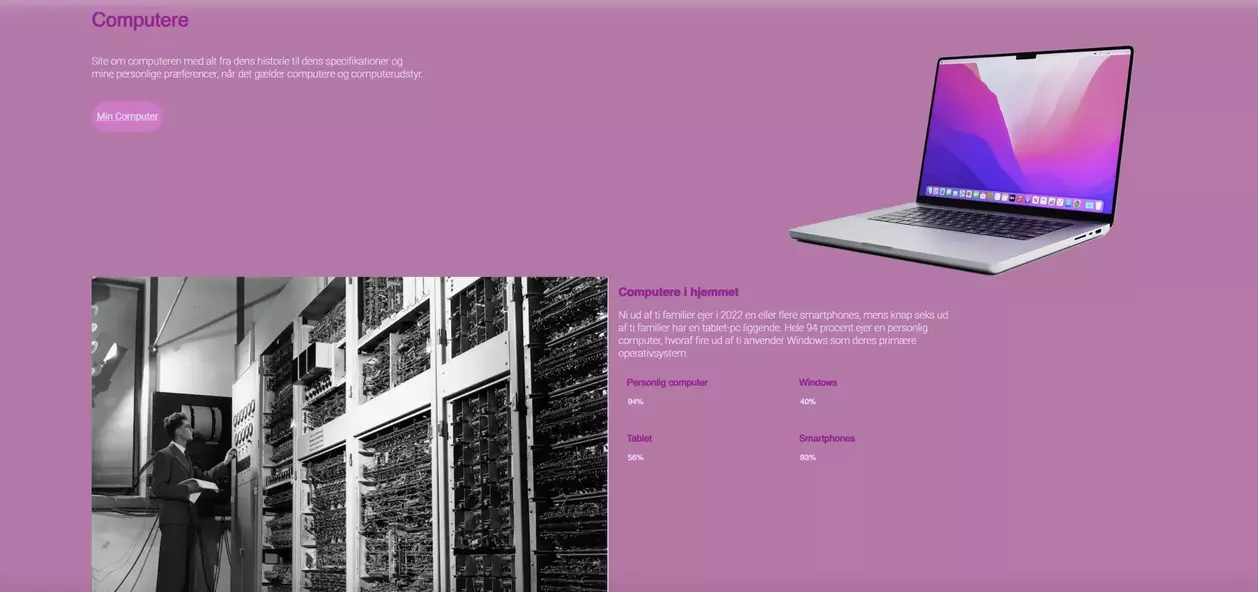 Computere
Site om computeren med alt fra dens historie til dens specifikationer og
mine personlige præferencer, når det gælder computere og computerudstyr.
Min Computer
Computere i hjemmet
Ni ud af ti familier ejer i 2022 en eller flere smartphones, mens knap seks ud
af ti familier har en tablet-pc liggende. Hele 94 procent ejer en personlig
computer, hvoraf fire ud af ti anvender Windows som deres primære
operativsystem.
Personlig computer
94%
Windows
40%
Tablet
56%
Smartphones
93%